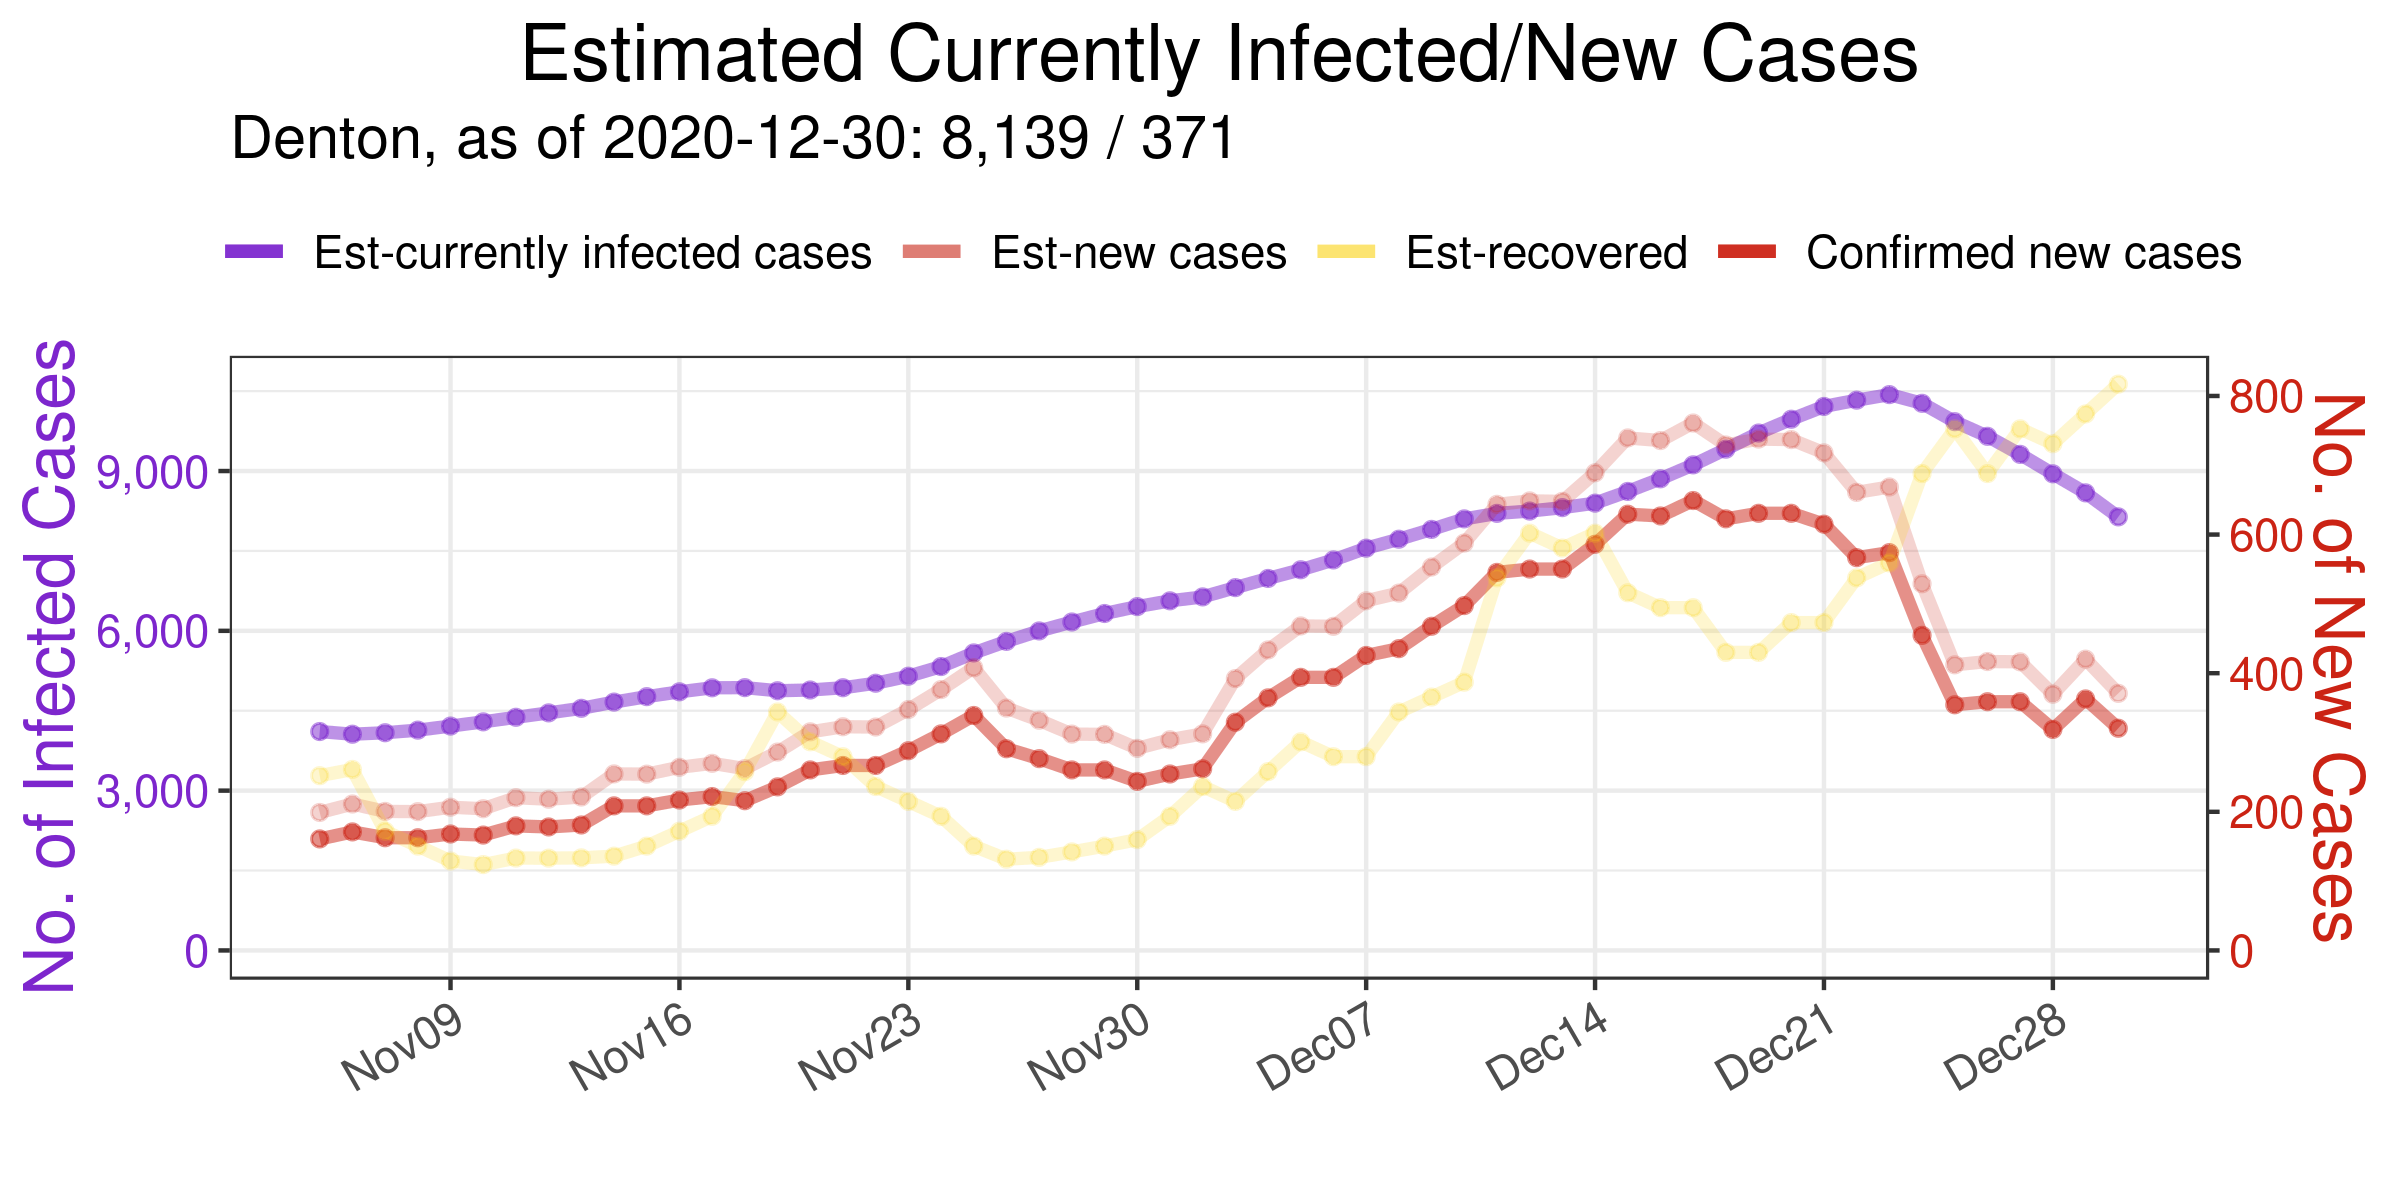 Estimated Currently Infected/New Cases
Denton, as of 2020-12-30: 8,139 / 371
Est-currently infected cases Est-new cases Est-recovered Confirmed new cases
No. of Infected Cases
9,000
6,000
3,000
0
800
600
400
200
0
No. of New Cases
Nov09 Nov16 Nov23 Nov30 Dec07 Dec14 Dec21 Dec28